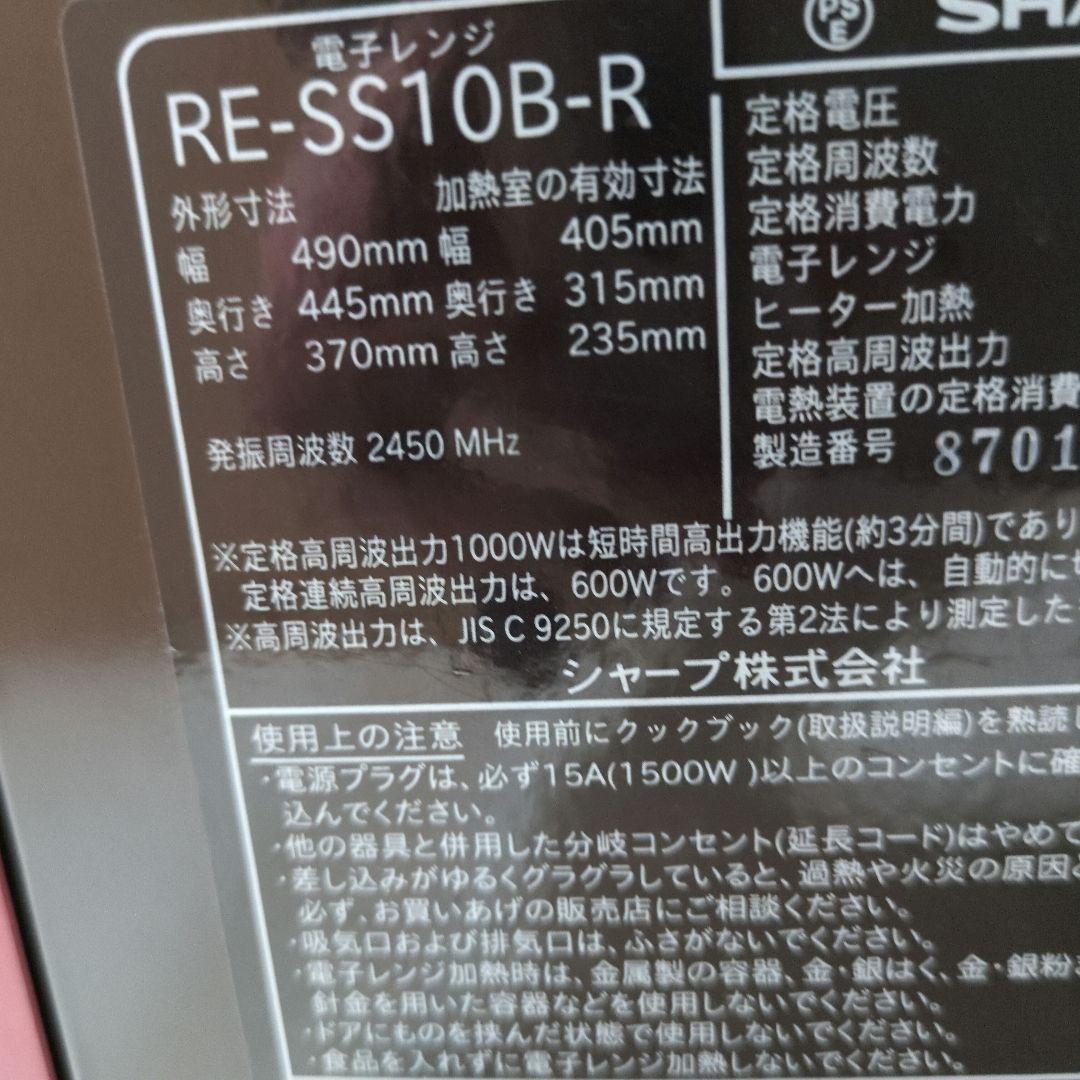 電子レンジ
RE-SS10B-R
外形寸法 加熱室の有効寸法
幅 490mm 幅 405mm
奥行き 445mm 奥行き 315mm
高さ 370mm 高さ 235mm
発振周波数 2450 MHz
PSE
SHA
定格電圧
定格周波数
定格消費電力
電子レンジ
ヒーター加熱
定格高周波出力
電熱装置の定格消費
製造番号 8701
※定格高周波出力1000Wは短時間高出力機能(約3分間)であり
定格連続高周波出力は、600Wです。600Wへは、自動的に切
※高周波出力は、JIS C 9250に規定する第2法により測定した
シャープ株式会社
使用上の注意 使用前にクックブック(取扱説明編)を熟読し
・電源プラグは、必ず15A(1500W)以上のコンセントに確
込んでください。
・他の器具と併用した分岐コンセント(延長コード)はやめて
・差し込みがゆるくグラグラしていると、過熱や火災の原因と
必ず、お買いあげの販売店にご相談ください。
・吸気口および排気口は、ふさがないでください。
・電子レンジ加熱時は、金属製の容器、金・銀はく、金・銀粉ま
針金を用いた容器などを使用しないでください。
・ドアにものを挟んだ状態で使用しないでください。
・食品を入れずに電子レンジ加熱しないでください。